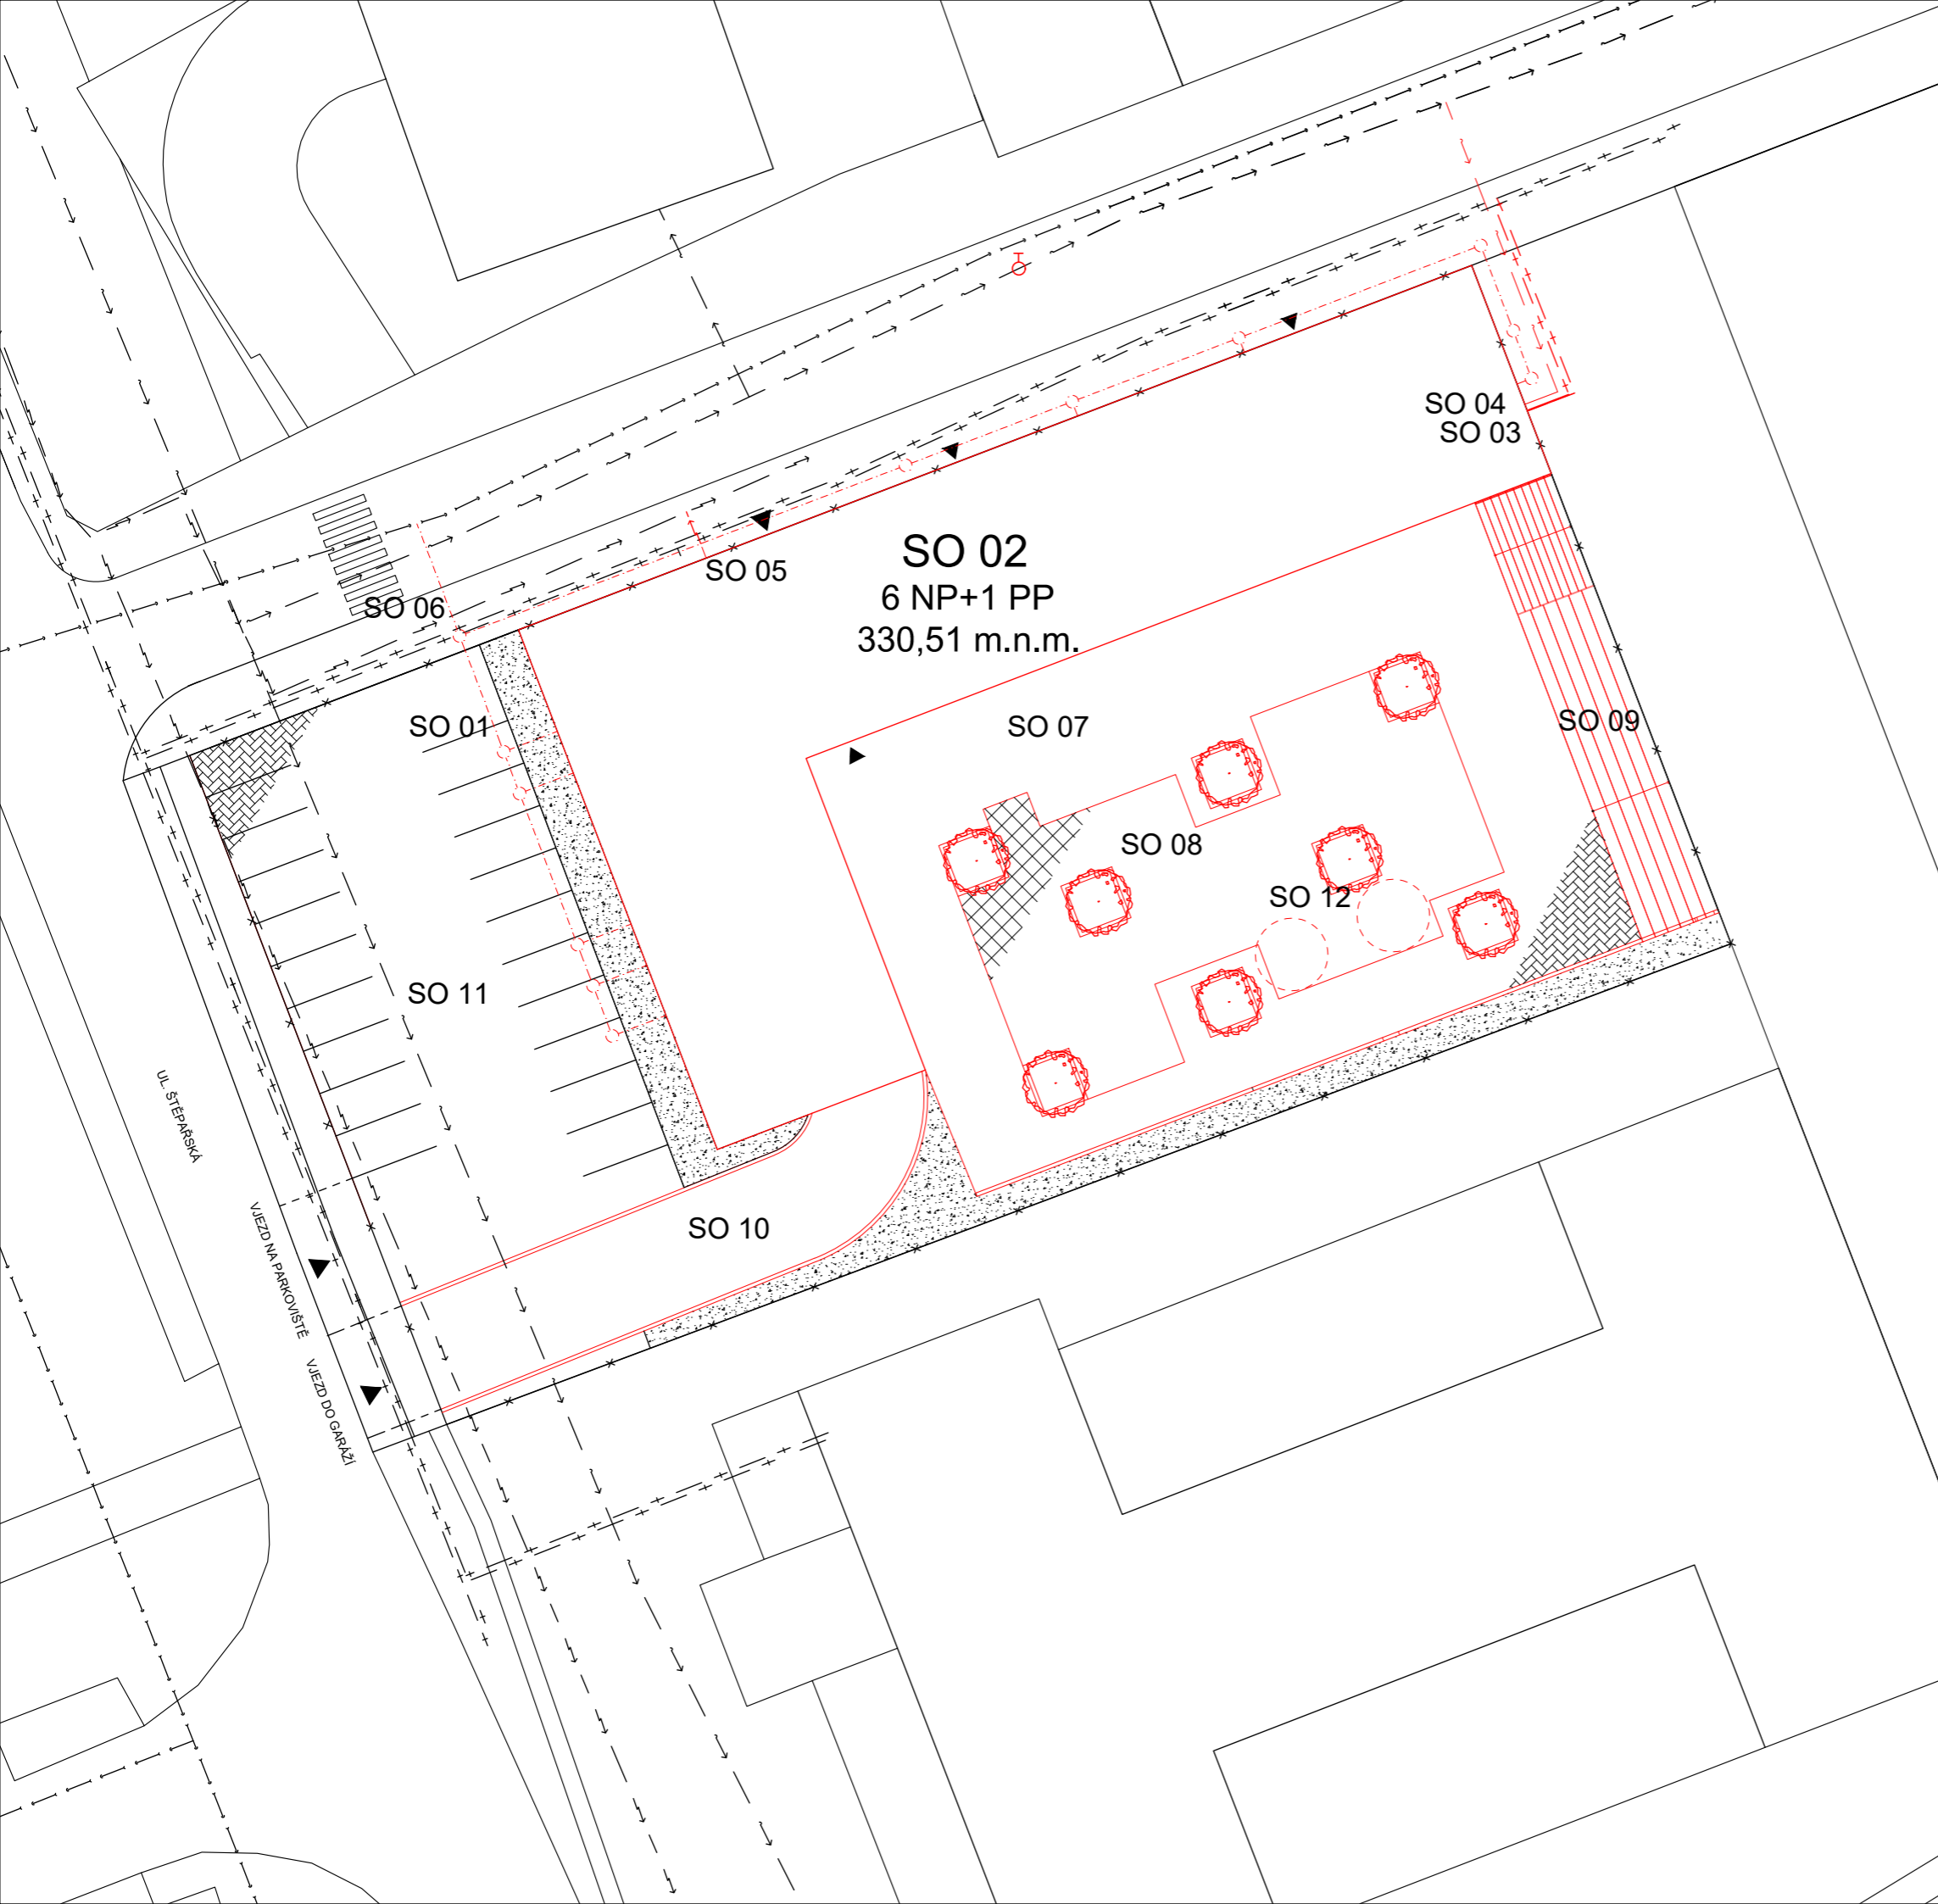 SO 04
SO 03
SO 02
6 NP+1 PP
330,51 m.n.m.
SO 05
SO 06
SO 01
SO 07
SO 09
SO 08
SO 12
SO 11
UL. ŠTĚPAŘSKÁ
SO 10
VJEZD NA PARKOVIŠTĚ
VJEZD DO GARÁŽÍ